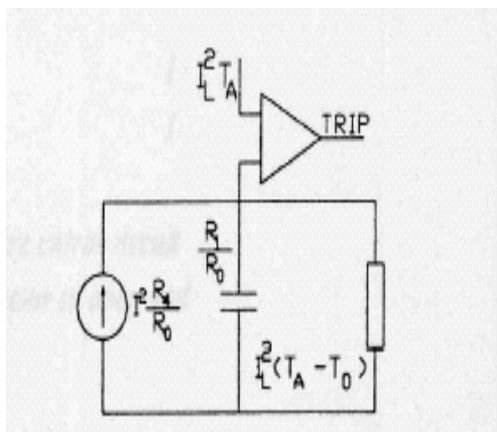 I_L^2 T_A
TRIP
R_1/R_0
I^2 R_1/R_0
I_L^2(T_A - T_0)